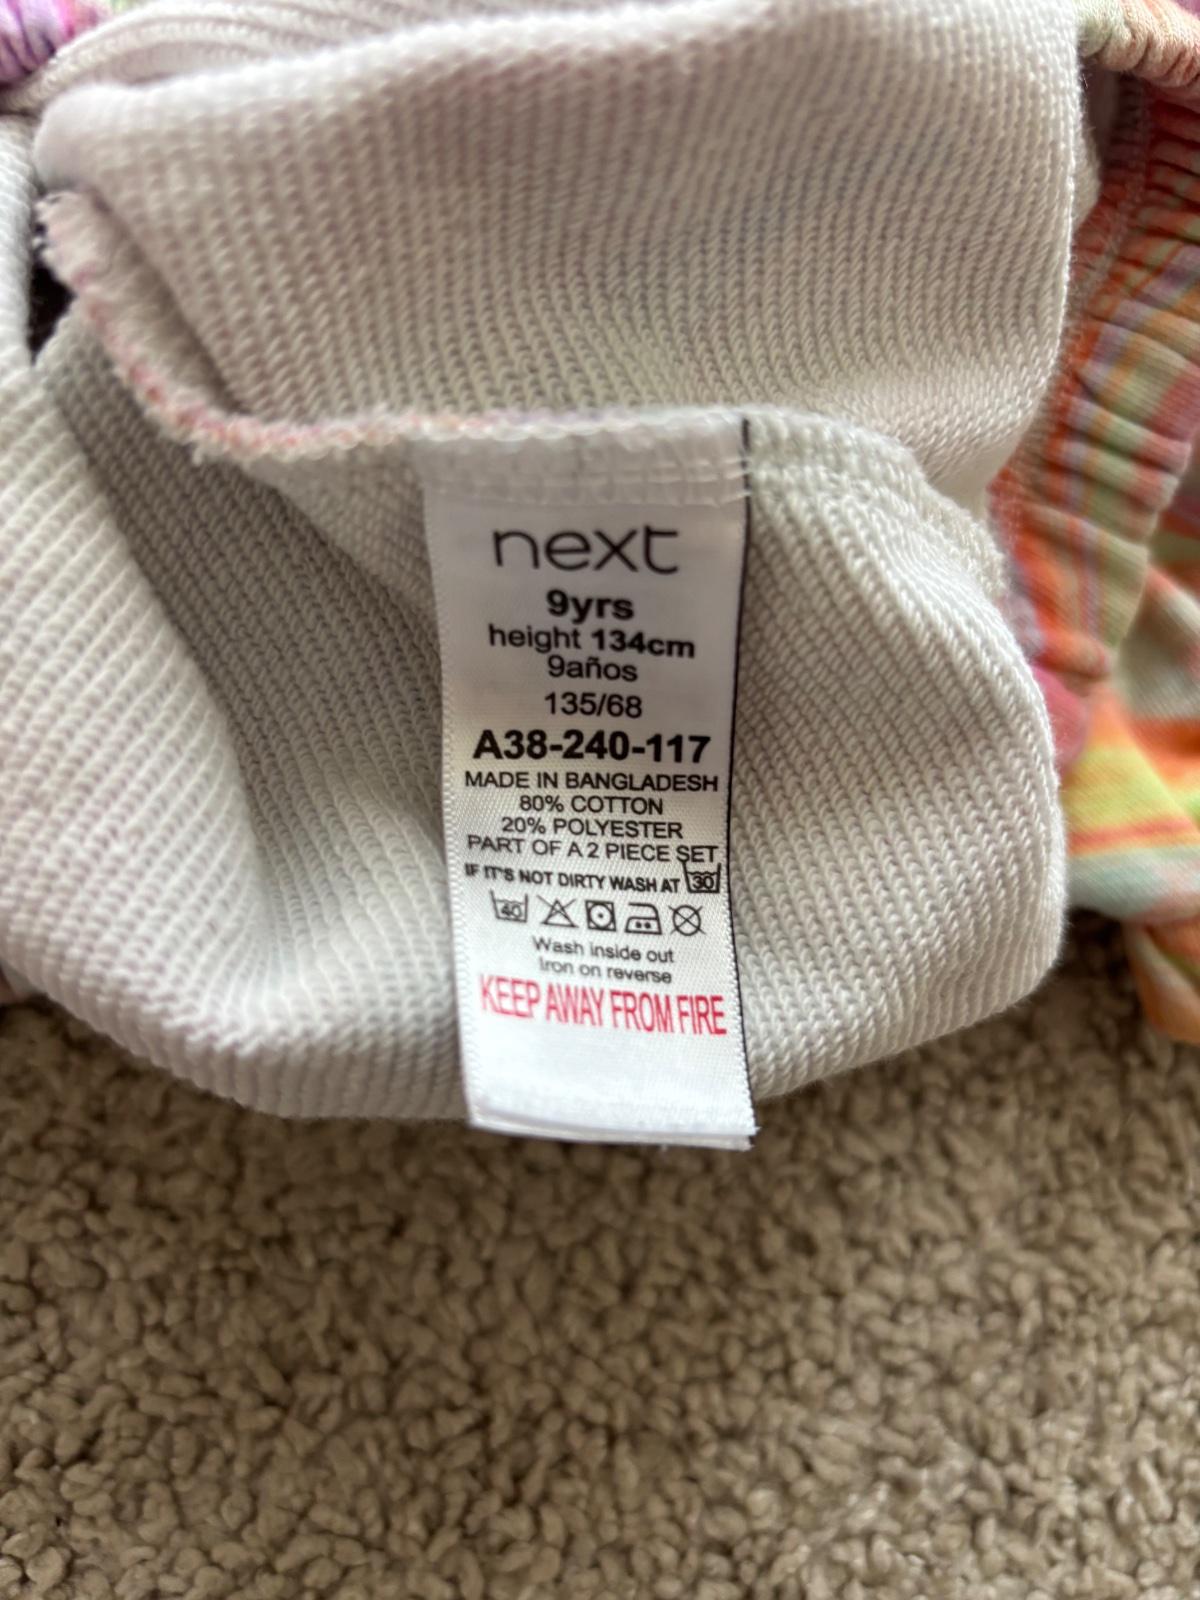 next
9yrs
height 134cm
9años
135/68
A38-240-117
MADE IN BANGLADESH
80% COTTON
20% POLYESTER
PART OF A 2 PIECE SET
IF IT'S NOT DIRTY WASH AT 30
40
Wash inside out
Iron on reverse
KEEP AWAY FROM FIRE